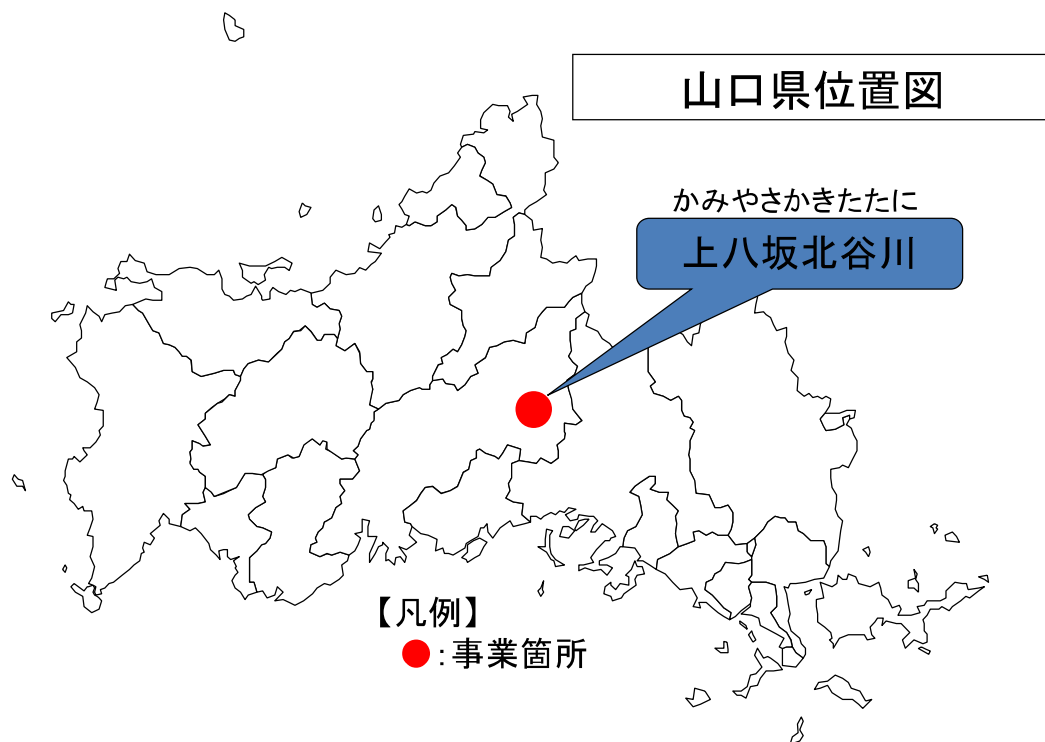 山口県位置図
かみやさかきたたに
上八坂北谷川
【凡例】
●：事業箇所